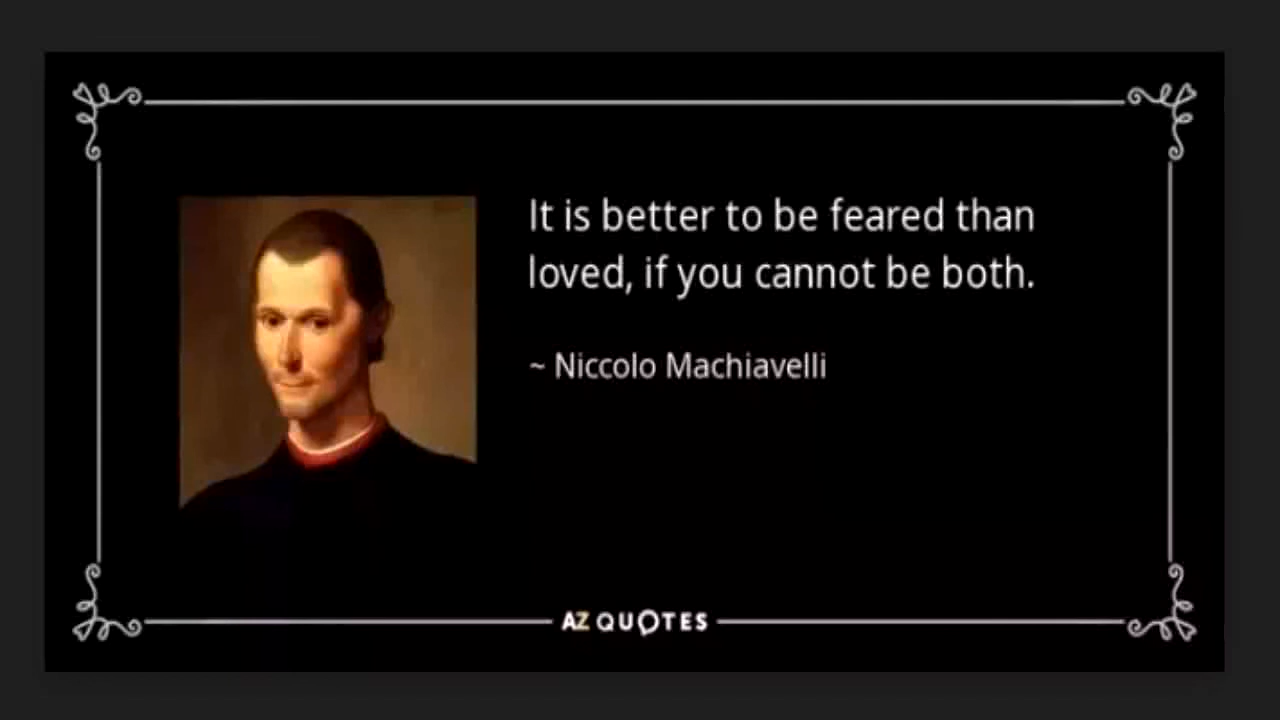 It is better to be feared than
loved, if you cannot be both.
~ Niccolo Machiavelli
AZ QUOTES